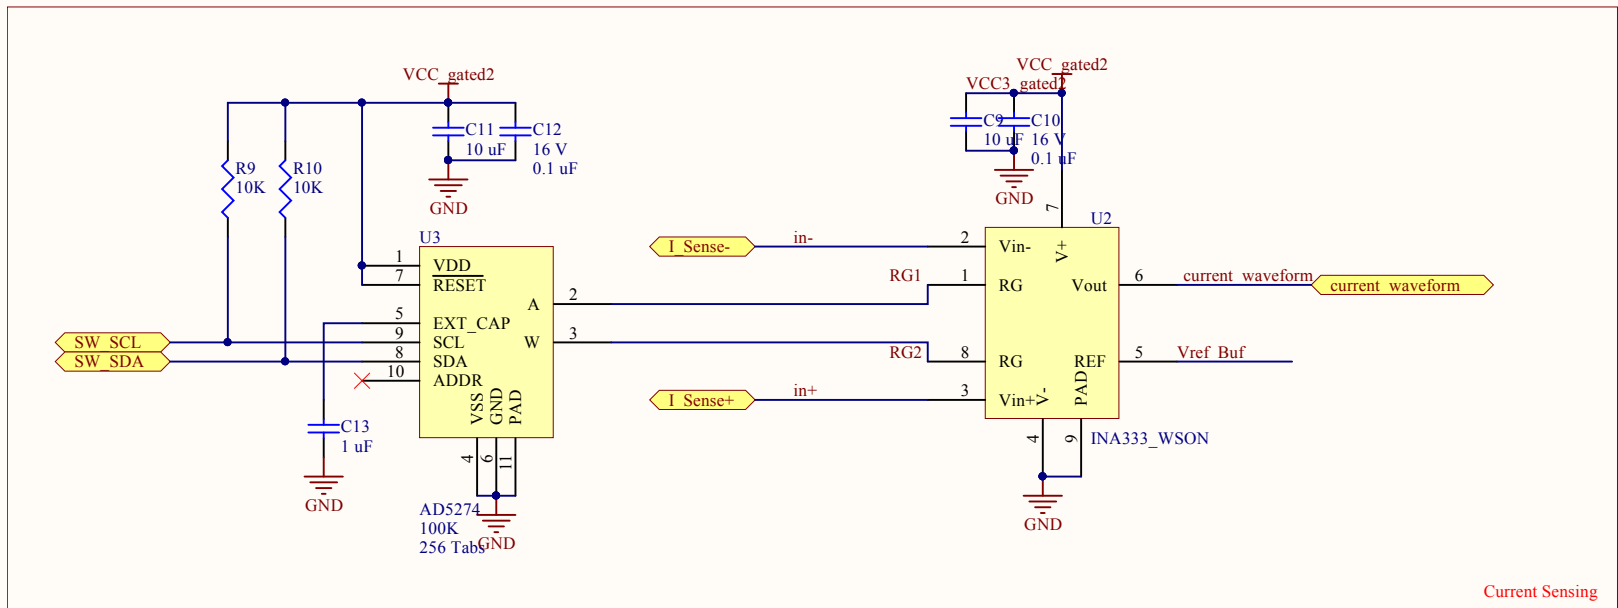 VCC_gated2
VCC_gated2
VCC3_gated2
C11
10 uF
C12
16 V
0.1 uF
C9
10 uF
C10
16 V
0.1 uF
R9
10K
R10
10K
GND
GND
7
U2
U3
I_Sense-
in-
2
Vin-
V+
1
VDD
7
RESET
RG1
1
RG
Vout
6
current_waveform
current_waveform
A
2
5
EXT_CAP
SW_SCL
9
SCL
W
3
SW_SDA
8
SDA
RG2
8
RG
REF
5
Vref_Buf
10
ADDR
I_Sense+
in+
3
Vin+
V-
PAD
VSS
GND
PAD
C13
1 uF
4
6
11
4
9
INA333_WSON
GND
AD5274
100K
256 Tabs
GND
GND
Current Sensing